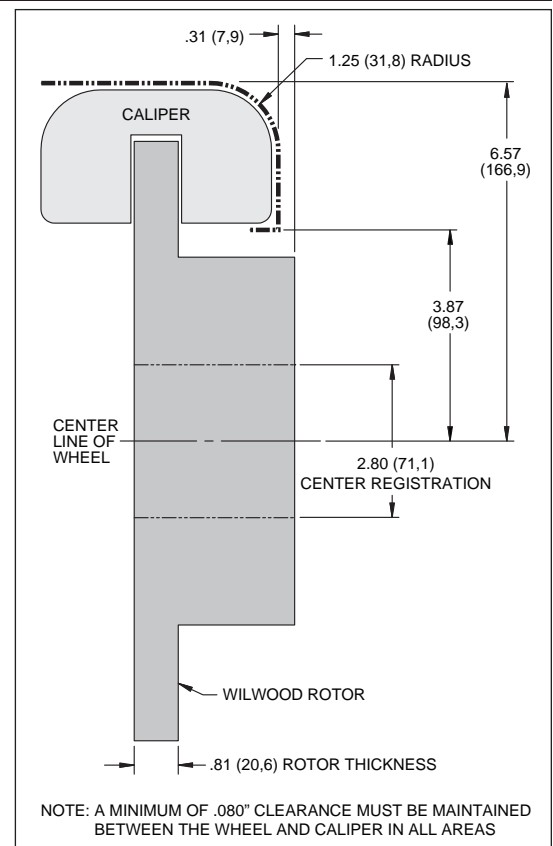 .31 (7,9)
1.25 (31,8) RADIUS
CALIPER
6.57
(166,9)
3.87
(98,3)
CENTER
LINE OF
WHEEL
2.80 (71,1)
CENTER REGISTRATION
WILWOOD ROTOR
.81 (20,6) ROTOR THICKNESS
NOTE: A MINIMUM OF .080" CLEARANCE MUST BE MAINTAINED
BETWEEN THE WHEEL AND CALIPER IN ALL AREAS